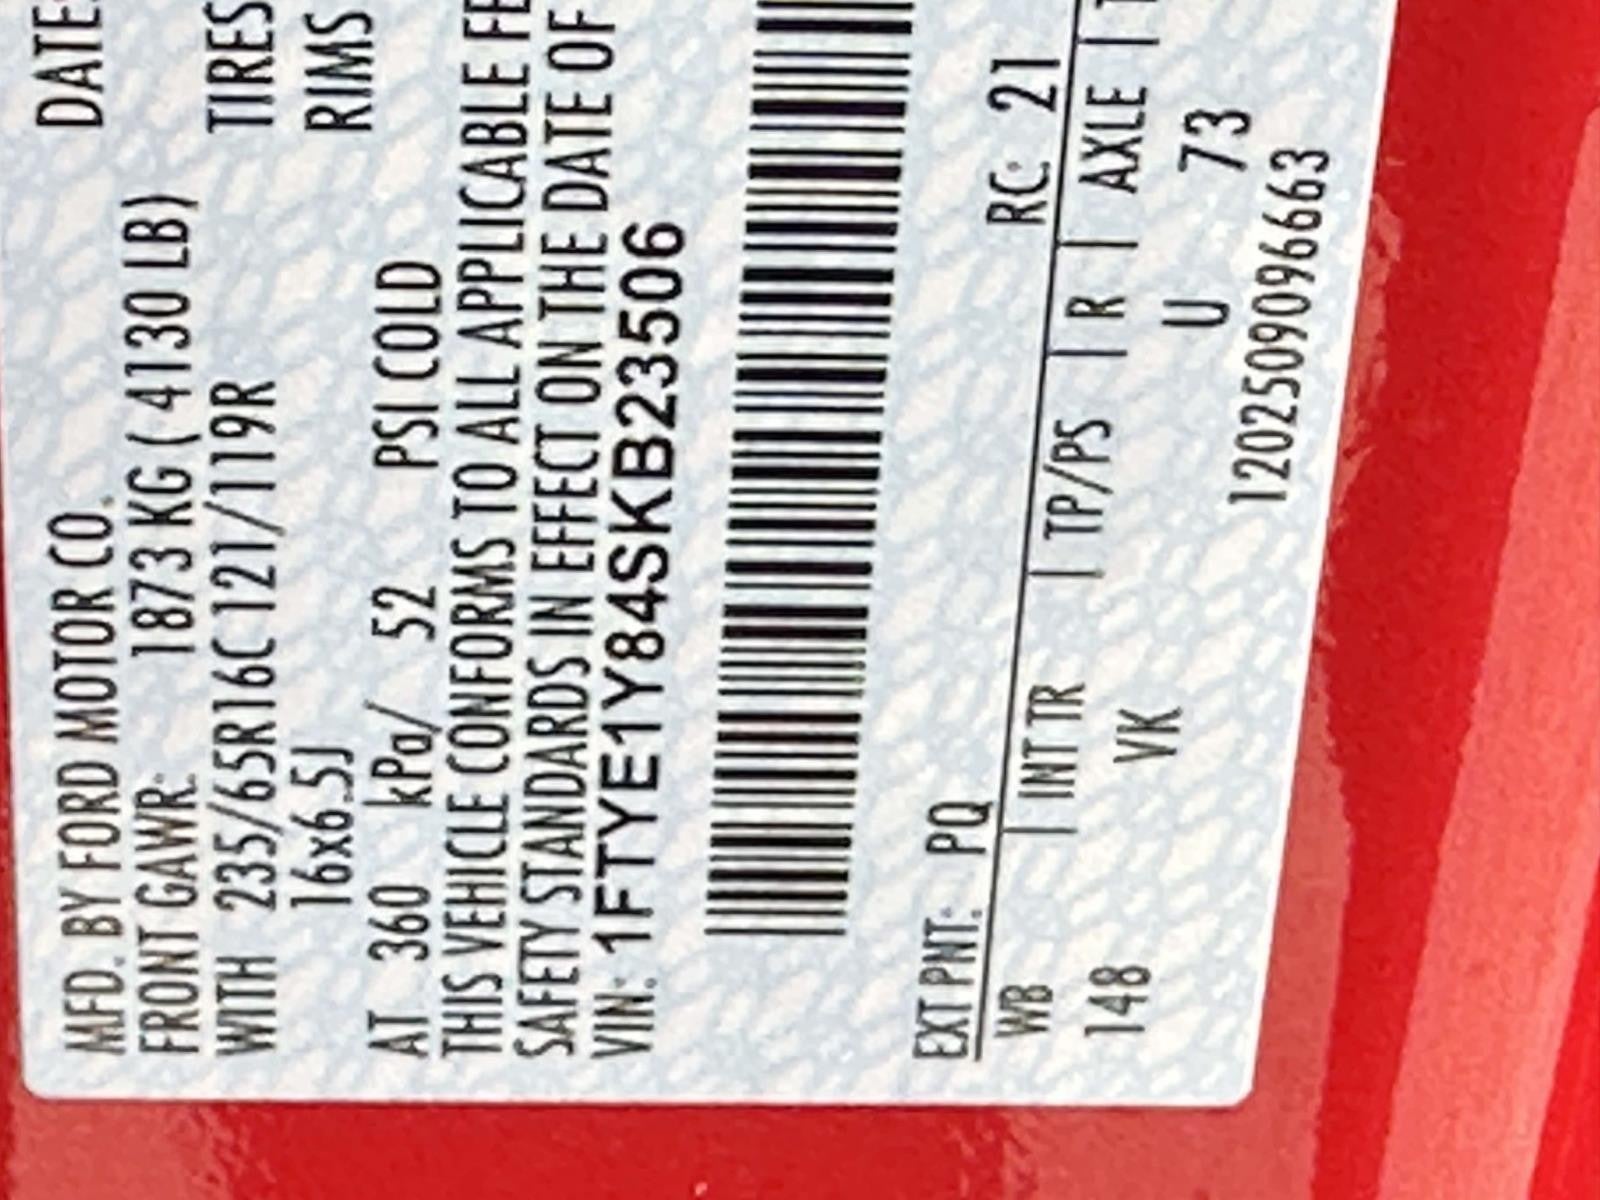 MFD. BY FORD MOTOR CO. DATE:
FRONT GAWR: 1873 KG ( 4130 LB)
WITH 235/65R16C 121/119R TIRES
16x6.5J RIMS
AT 360 kPa/ 52 PSI COLD
THIS VEHICLE CONFORMS TO ALL APPLICABLE FE
SAFETY STANDARDS IN EFFECT ON THE DATE OF
VIN: 1FTYE1Y84SKB23506
EXT PNT: PQ RC: 21
WB | INT TR | TP/PS | R | AXLE | T
148 VK U 73
1202509096663